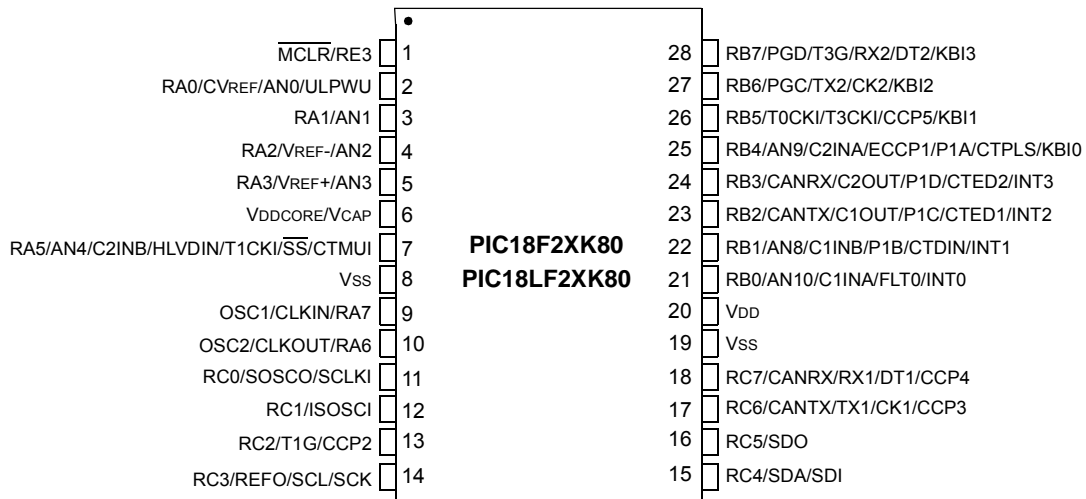 MCLR/RE3 1 28 RB7/PGD/T3G/RX2/DT2/KBI3
RA0/CVREF/AN0/ULPWU 2 27 RB6/PGC/TX2/CK2/KBI2
RA1/AN1 3 26 RB5/T0CKI/T3CKI/CCP5/KBI1
RA2/VREF-/AN2 4 25 RB4/AN9/C2INA/ECCP1/P1A/CTPLS/KBI0
RA3/VREF+/AN3 5 24 RB3/CANRX/C2OUT/P1D/CTED2/INT3
VDDCORE/VCAP 6 23 RB2/CANTX/C1OUT/P1C/CTED1/INT2
RA5/AN4/C2INB/HLVDIN/T1CKI/SS/CTMUI 7 PIC18F2XK80 22 RB1/AN8/C1INB/P1B/CTDIN/INT1
VSS 8 PIC18LF2XK80 21 RB0/AN10/C1INA/FLT0/INT0
OSC1/CLKIN/RA7 9 20 VDD
OSC2/CLKOUT/RA6 10 19 VSS
RC0/SOSCO/SCLKI 11 18 RC7/CANRX/RX1/DT1/CCP4
RC1/ISOSCI 12 17 RC6/CANTX/TX1/CK1/CCP3
RC2/T1G/CCP2 13 16 RC5/SDO
RC3/REFO/SCL/SCK 14 15 RC4/SDA/SDI